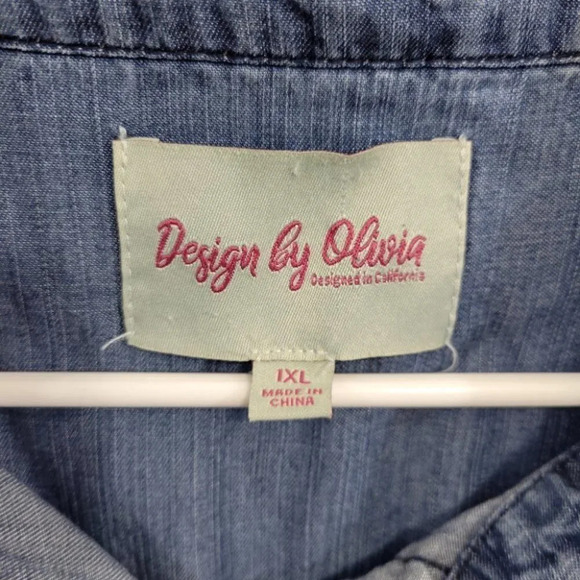 Design by Olivia
Designed in California
1XL
MADE IN
CHINA